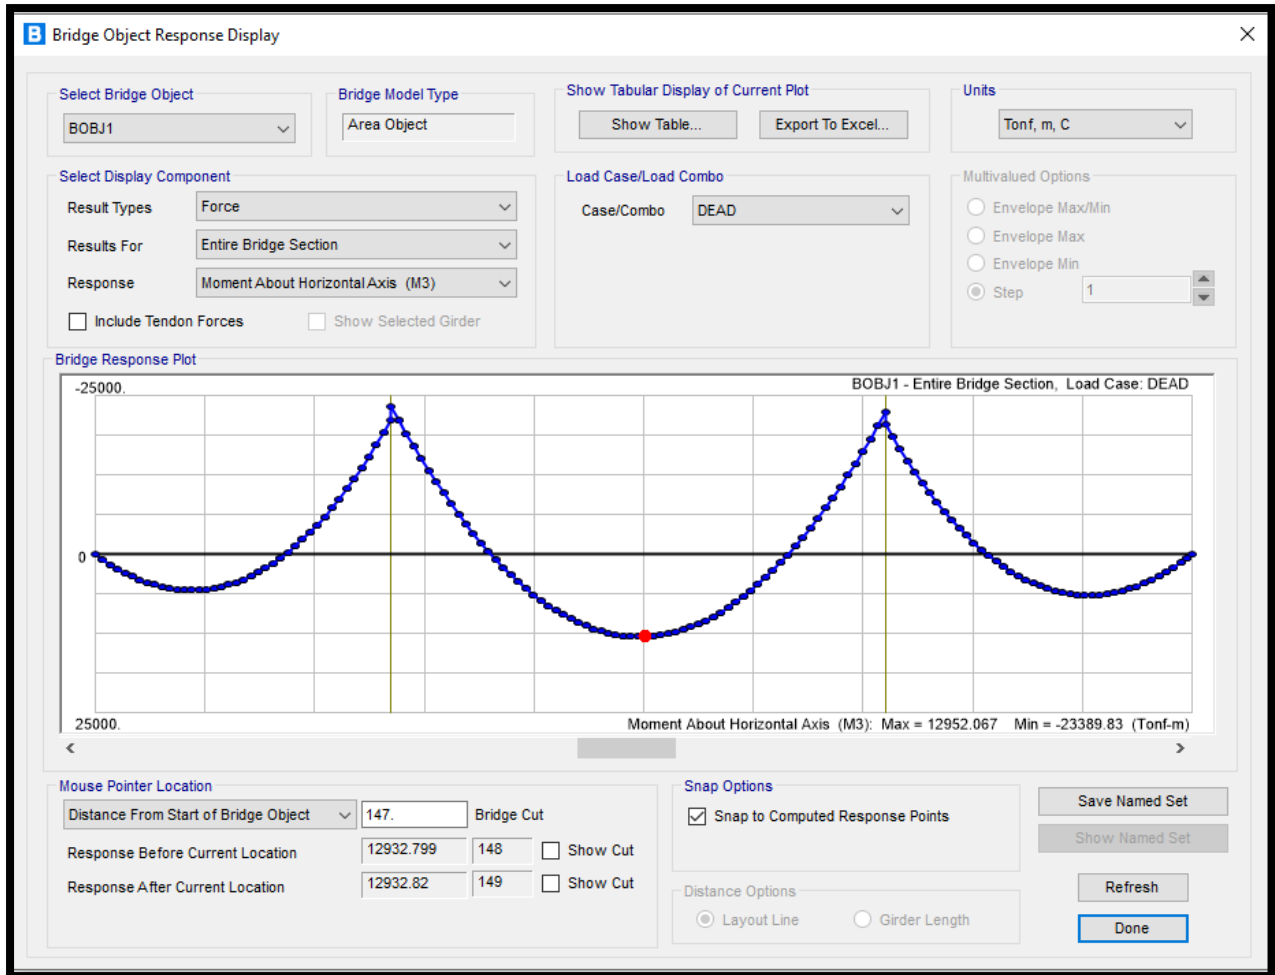 B Bridge Object Response Display
Select Bridge Object
BOBJ1
Bridge Model Type
Area Object
Show Tabular Display of Current Plot
Show Table...
Export To Excel...
Units
Tonf, m, C
Select Display Component
Result Types
Force
Results For
Entire Bridge Section
Response
Moment About Horizontal Axis (M3)
Include Tendon Forces
Show Selected Girder
Load Case/Load Combo
Case/Combo
DEAD
Multivalued Options
Envelope Max/Min
Envelope Max
Envelope Min
Step
1
Bridge Response Plot
-25000.
BOBJ1 - Entire Bridge Section, Load Case: DEAD
0
25000.
Moment About Horizontal Axis (M3): Max = 12952.067 Min = -23389.83 (Tonf-m)
Mouse Pointer Location
Distance From Start of Bridge Object
147.
Bridge Cut
Response Before Current Location
12932.799
148
Show Cut
Response After Current Location
12932.82
149
Show Cut
Snap Options
Snap to Computed Response Points
Distance Options
Layout Line
Girder Length
Save Named Set
Show Named Set
Refresh
Done